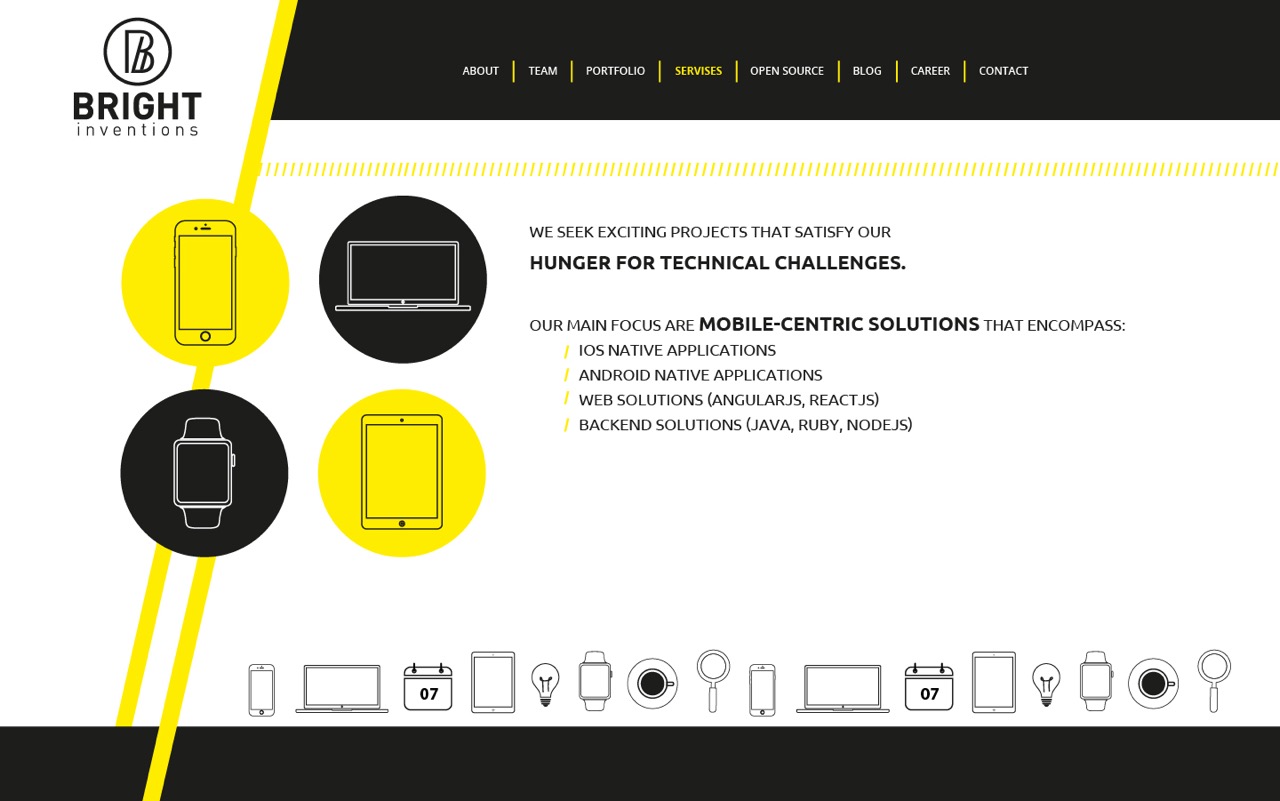 BRIGHT
inventions
ABOUT TEAM PORTFOLIO SERVISES OPEN SOURCE BLOG CAREER CONTACT
WE SEEK EXCITING PROJECTS THAT SATISFY OUR
HUNGER FOR TECHNICAL CHALLENGES.
OUR MAIN FOCUS ARE MOBILE-CENTRIC SOLUTIONS THAT ENCOMPASS:
IOS NATIVE APPLICATIONS
ANDROID NATIVE APPLICATIONS
WEB SOLUTIONS (ANGULARJS, REACTJS)
BACKEND SOLUTIONS (JAVA, RUBY, NODEJS)
07 07